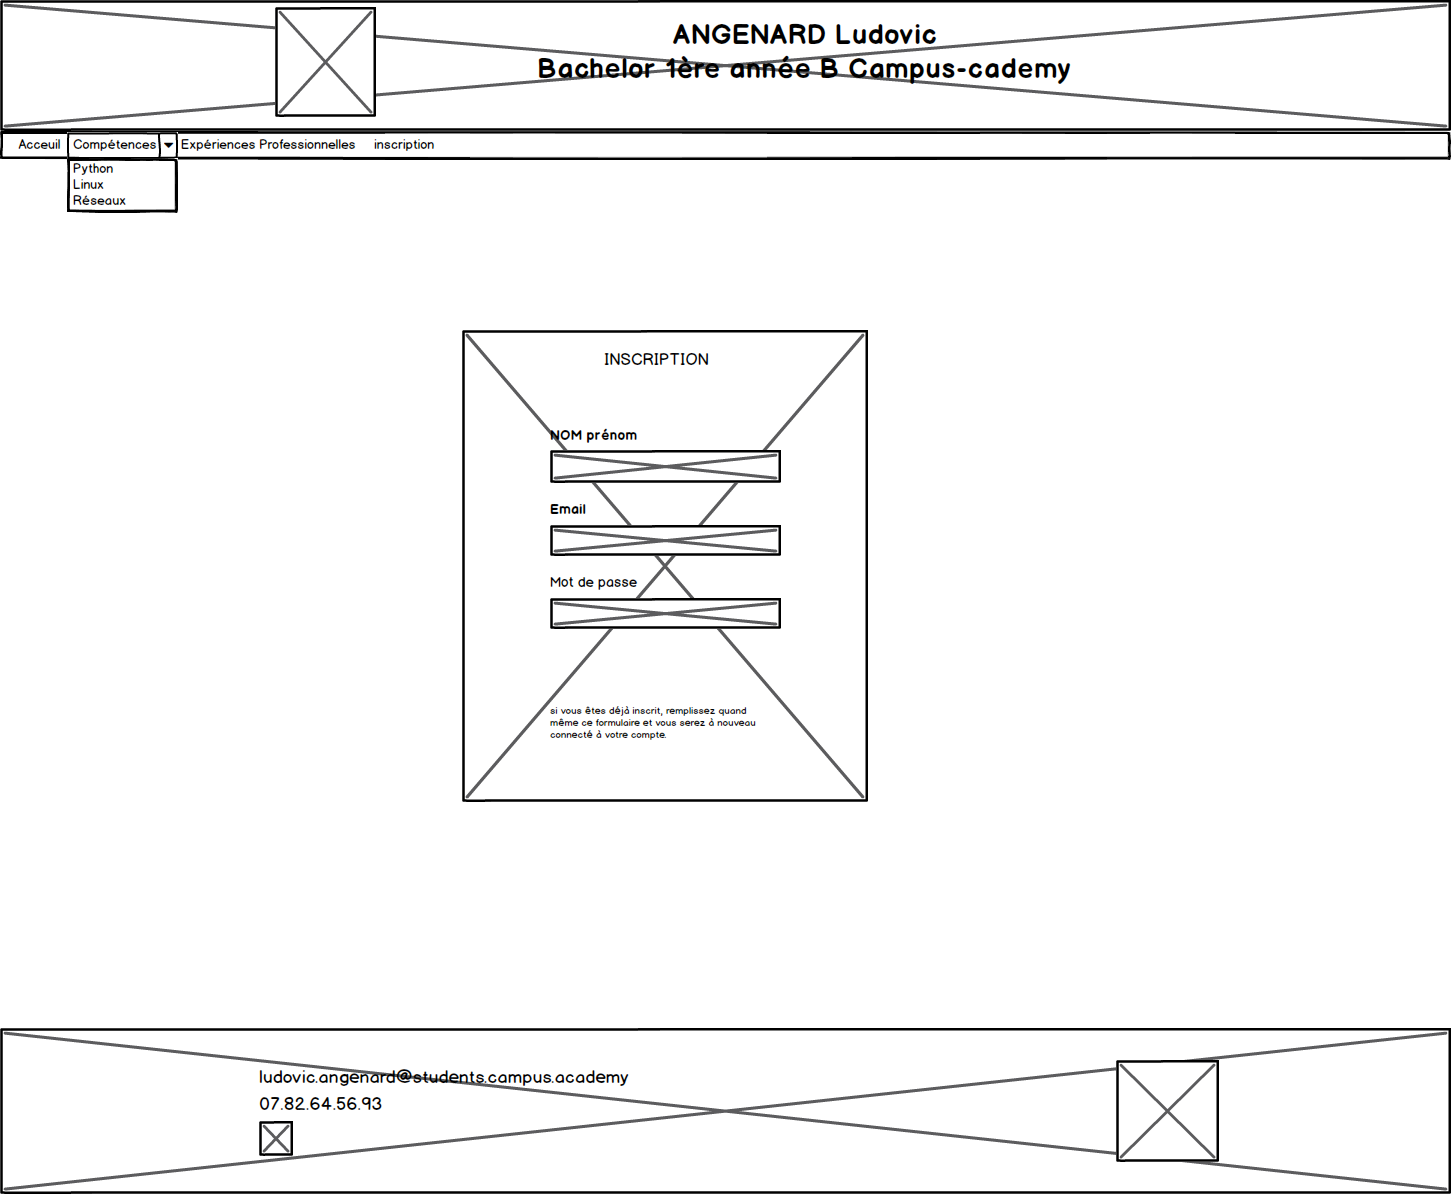 ANGENARD Ludovic
Bachelor 1ère année B Campus-cademy
Acceuil Compétences Expériences Professionnelles inscription
Python
Linux
Réseaux
INSCRIPTION
NOM prénom
Email
Mot de passe
si vous êtes déjà inscrit, remplissez quand
même ce formulaire et vous serez à nouveau
connecté à votre compte.
ludovic.angenard@students.campus.academy
07.82.64.56.93